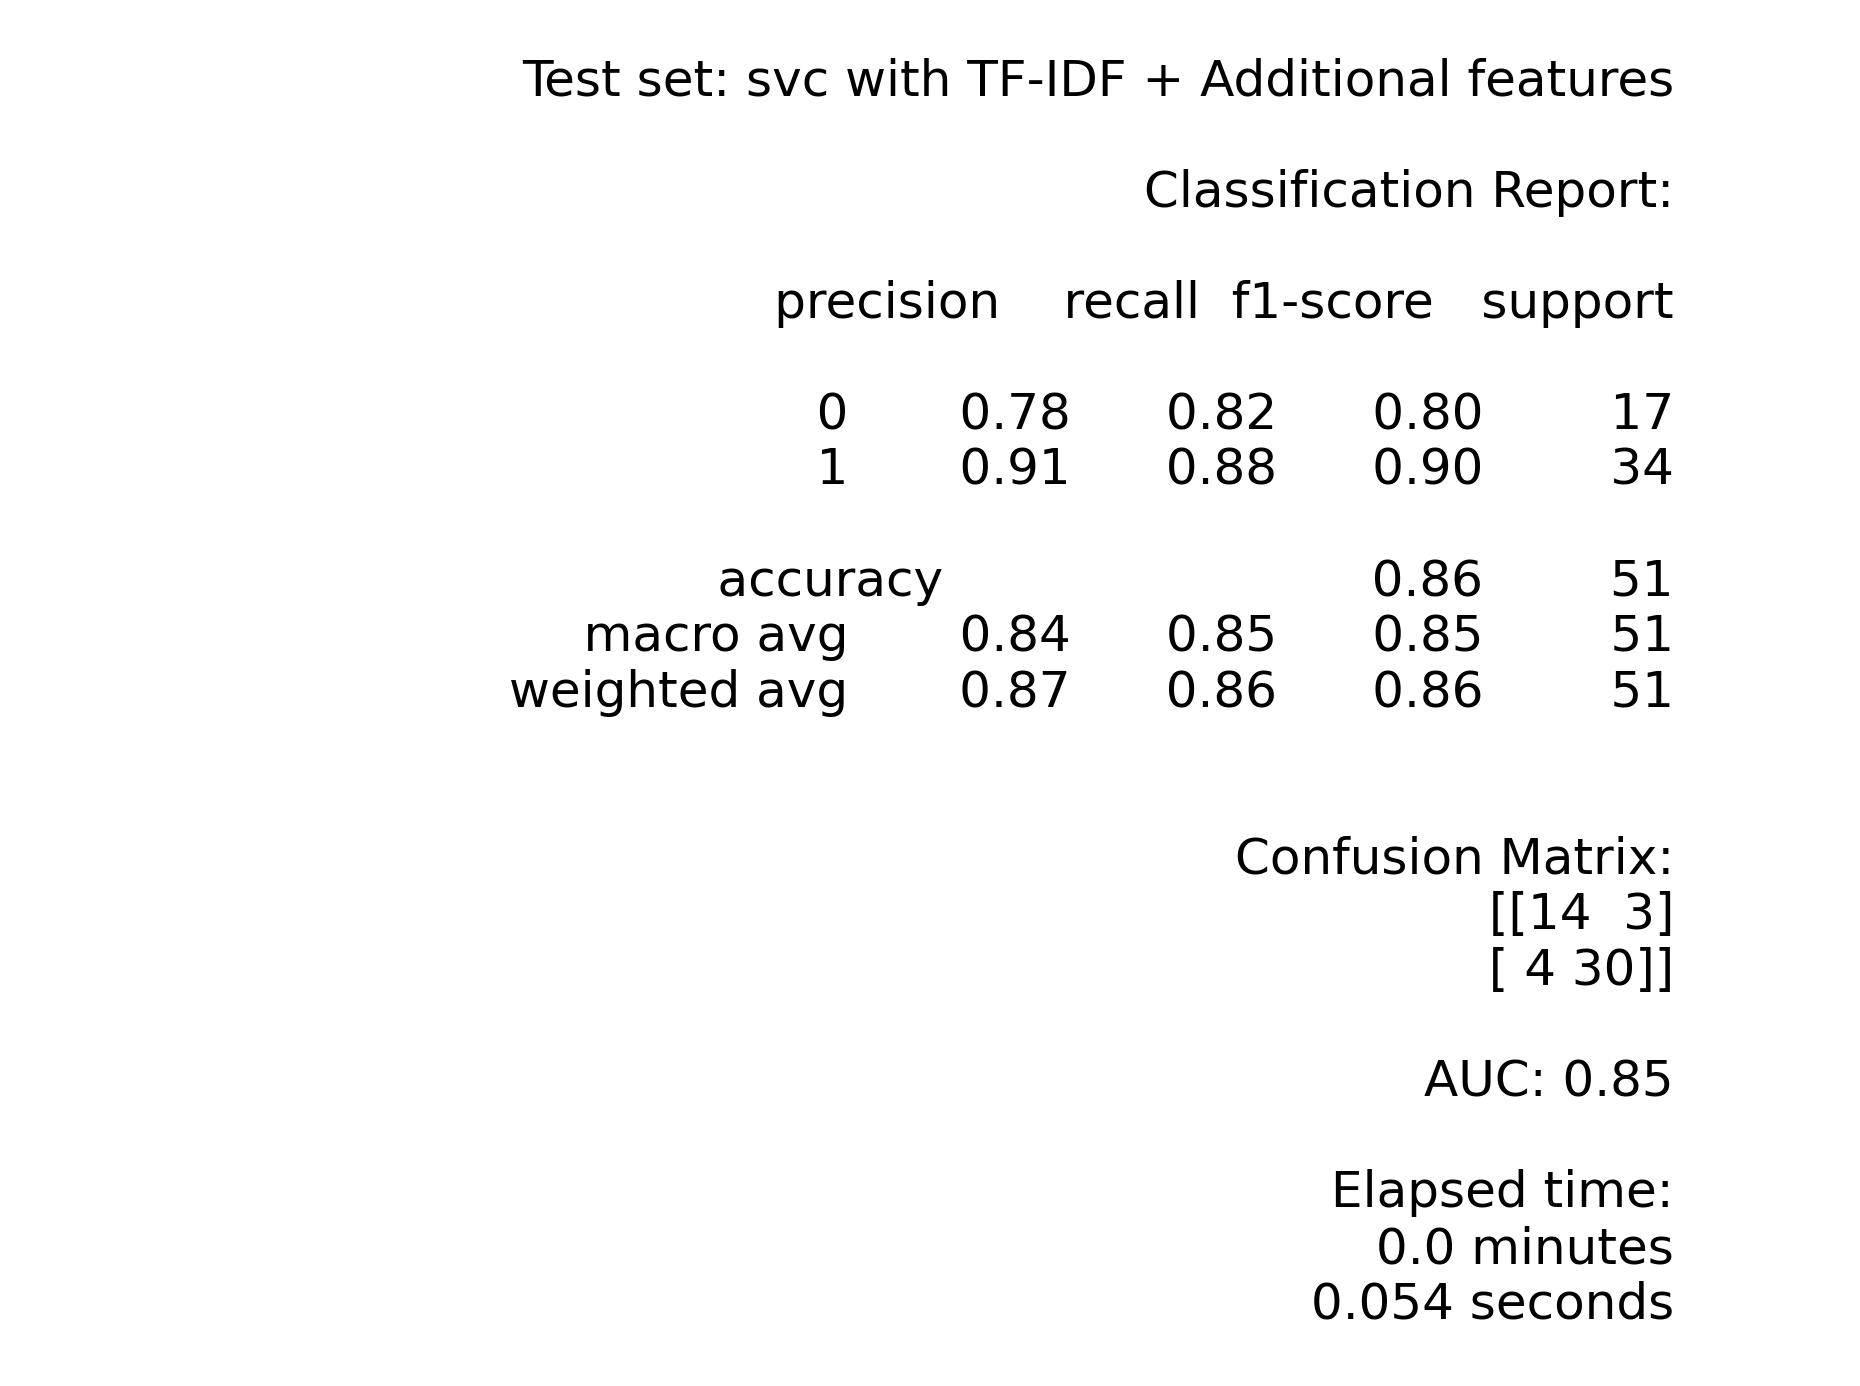 Test set: svc with TF-IDF + Additional features
Classification Report:
precision recall f1-score support
0 0.78 0.82 0.80 17
1 0.91 0.88 0.90 34
accuracy 0.86 51
macro avg 0.84 0.85 0.85 51
weighted avg 0.87 0.86 0.86 51
Confusion Matrix:
[[14 3]
[ 4 30]]
AUC: 0.85
Elapsed time:
0.0 minutes
0.054 seconds